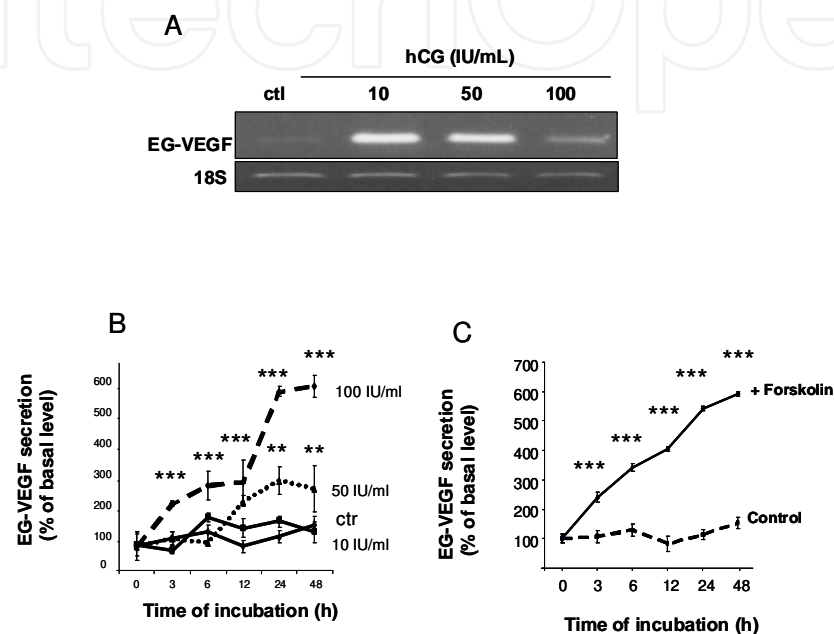 ntechOpe
A
hCG (IU/mL)
ctl 10 50 100
EG-VEGF
18S
B
EG-VEGF secretion
(% of basal level)
600
500
400
300
200
100
0
***
***
***
***
***
**
**
100 IU/ml
50 IU/ml
ctr
10 IU/ml
0 3 6 12 24 48
Time of incubation (h)
C
EG-VEGF secretion
(% of basal level)
700
600
500
400
300
200
100
***
***
***
***
***
+ Forskolin
Control
0 3 6 12 24 48
Time of incubation (h)